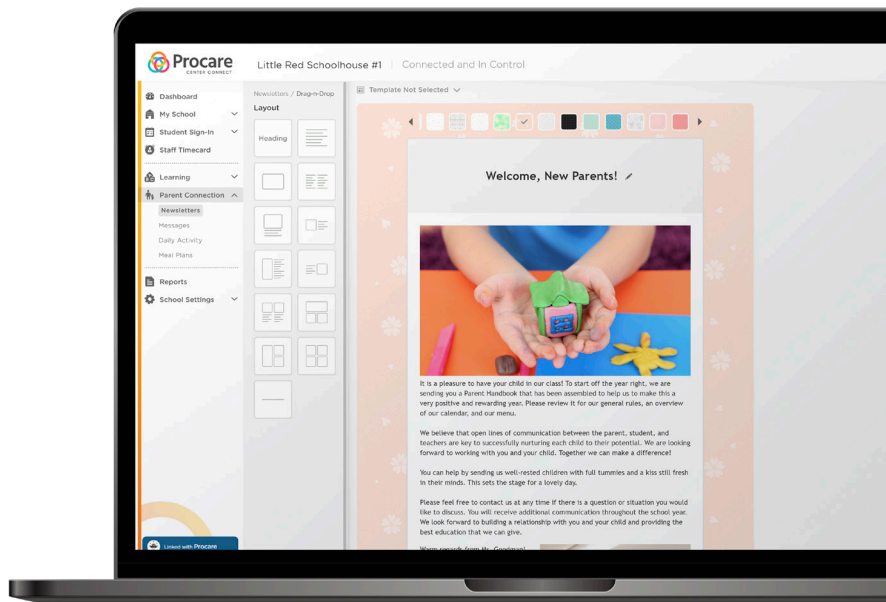 Procare
CENTER CONNECT
Little Red Schoolhouse #1 | Connected and In Control
Dashboard
My School
Student Sign-In
Staff Timecard
Learning
Parent Connection
Newsletters
Messages
Daily Activity
Meal Plans
Reports
School Settings
Linked with Procare
Newsletters / Drag-n-Drop
Layout
Heading
Template Not Selected
Welcome, New Parents!
It is a pleasure to have your child in our class! To start off the year right, we are
sending you a Parent Handbook that has been assembled to help us to make this a
very positive and rewarding year. Please review it for our general rules, an overview
of our calendar, and our menu.
We believe that open lines of communication between the parent, student, and
teachers are key to successfully nurturing each child to their potential. We are looking
forward to working with you and your child. Together we can make a difference!
You can help by sending us well-rested children with full tummies and a kiss still fresh
in their minds. This sets the stage for a lovely day.
Please feel free to contact us at any time if there is a question or situation you would
like to discuss. You will receive additional communication throughout the school year.
We look forward to building a relationship with you and your child and providing the
best education that we can give.
Warm regards from Ms. Goodman!